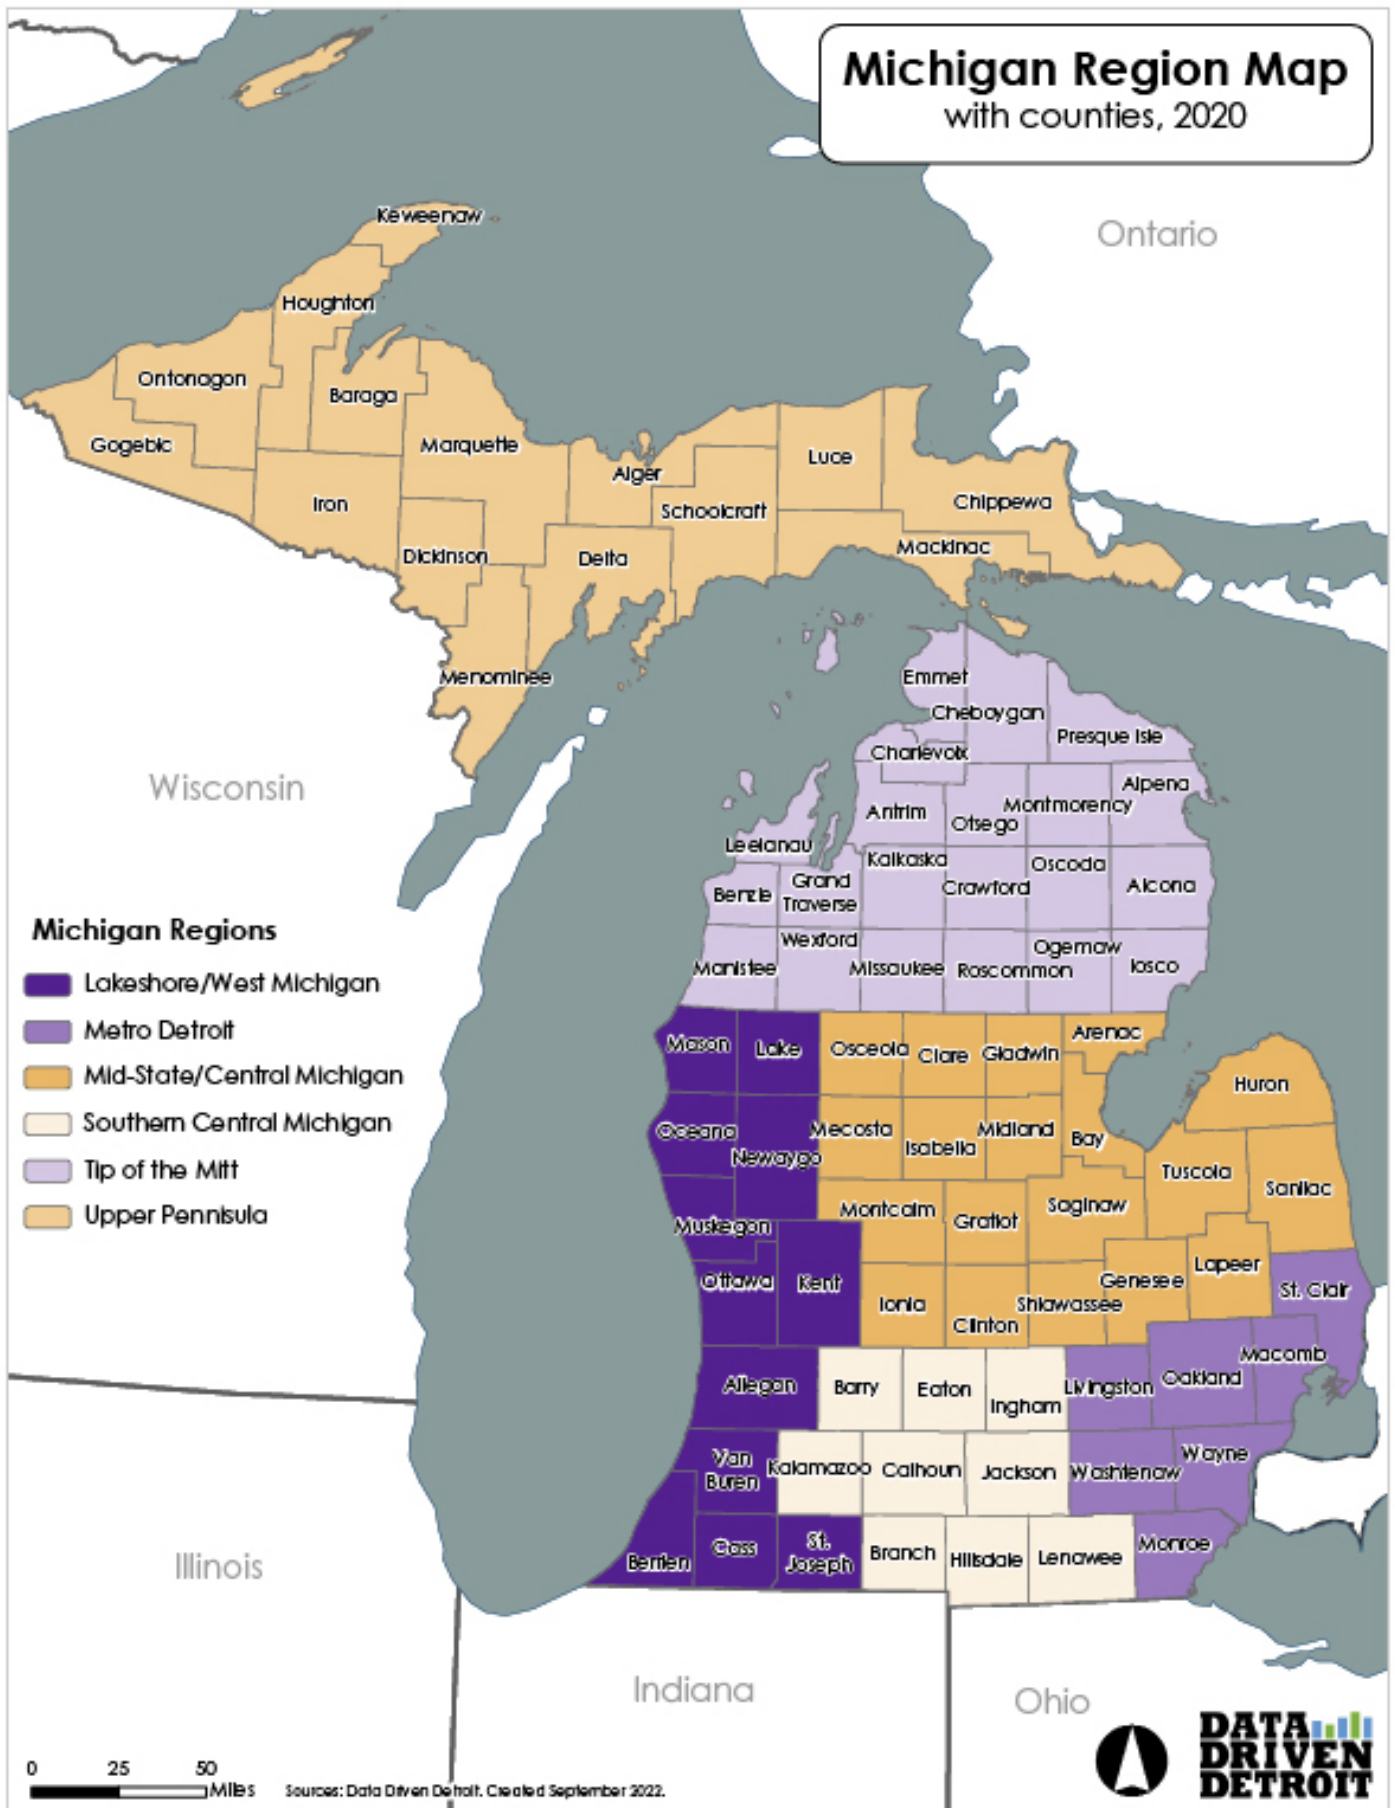 Michigan Region Map
with counties, 2020
Ontario
Keweenaw
Houghton
Ontonagon
Baraga
Gogebic
Marquette
Alger
Luce
Iron
Schoolcraft
Chippewa
Dickinson
Delta
Mackinac
Menominee
Emmet
Cheboygan
Presque Isle
Charlevoix
Wisconsin
Alpena
Antrim
Montmorency
Otsego
Leelanau
Kalkaska
Oscoda
Benzie
Grand
Traverse
Crawford
Alcona
Wexford
Ogemaw
Manistee
Missaukee
Roscommon
Iosco
Michigan Regions
Lakeshore/West Michigan
Metro Detroit
Mid-State/Central Michigan
Southern Central Michigan
Tip of the Mitt
Upper Pennisula
Mason
Lake
Osceola
Clare
Gladwin
Arenac
Huron
Oceana
Newaygo
Mecosta
Isabella
Midland
Bay
Tuscola
Sanilac
Muskegon
Montcalm
Gratiot
Saginaw
Ottawa
Kent
Ionia
Clinton
Shiawassee
Genesee
Lapeer
St. Clair
Allegan
Barry
Eaton
Ingham
Livingston
Oakland
Macomb
Van
Buren
Kalamazoo
Calhoun
Jackson
Washtenaw
Wayne
Berrien
Cass
St.
Joseph
Branch
Hillsdale
Lenawee
Monroe
Illinois
Indiana
Ohio
0 25 50
Miles
Sources: Data Driven Detroit. Created September 2022.
DATA
DRIVEN
DETROIT